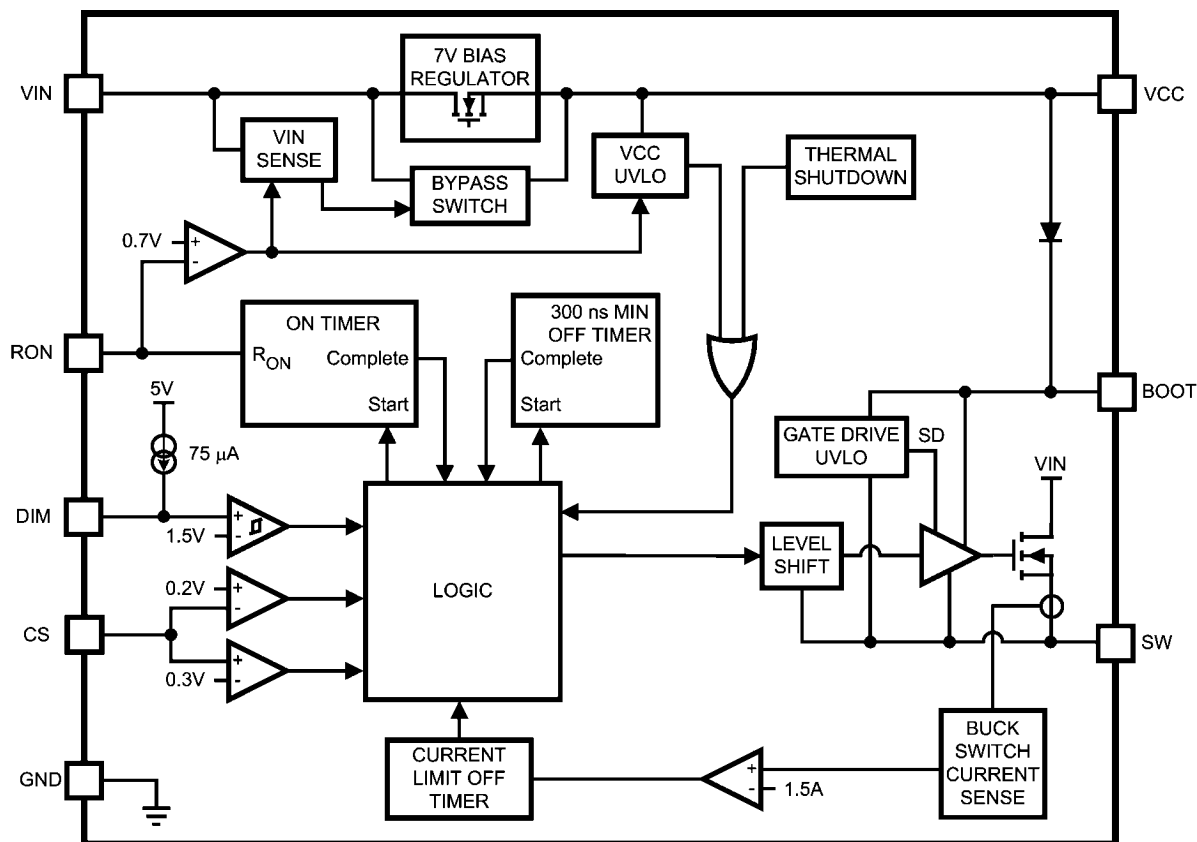 7V BIAS
REGULATOR
VIN
VCC
VIN
SENSE
BYPASS
SWITCH
VCC
UVLO
THERMAL
SHUTDOWN
0.7V
+
-
ON TIMER
RON
Complete
Start
300 ns MIN
OFF TIMER
Complete
Start
RON
BOOT
5V
75 µA
GATE DRIVE
UVLO
SD
VIN
DIM
+
-
1.5V
LEVEL
SHIFT
0.2V
+
-
LOGIC
CS
+
-
0.3V
SW
GND
CURRENT
LIMIT OFF
TIMER
+
-
1.5A
BUCK
SWITCH
CURRENT
SENSE